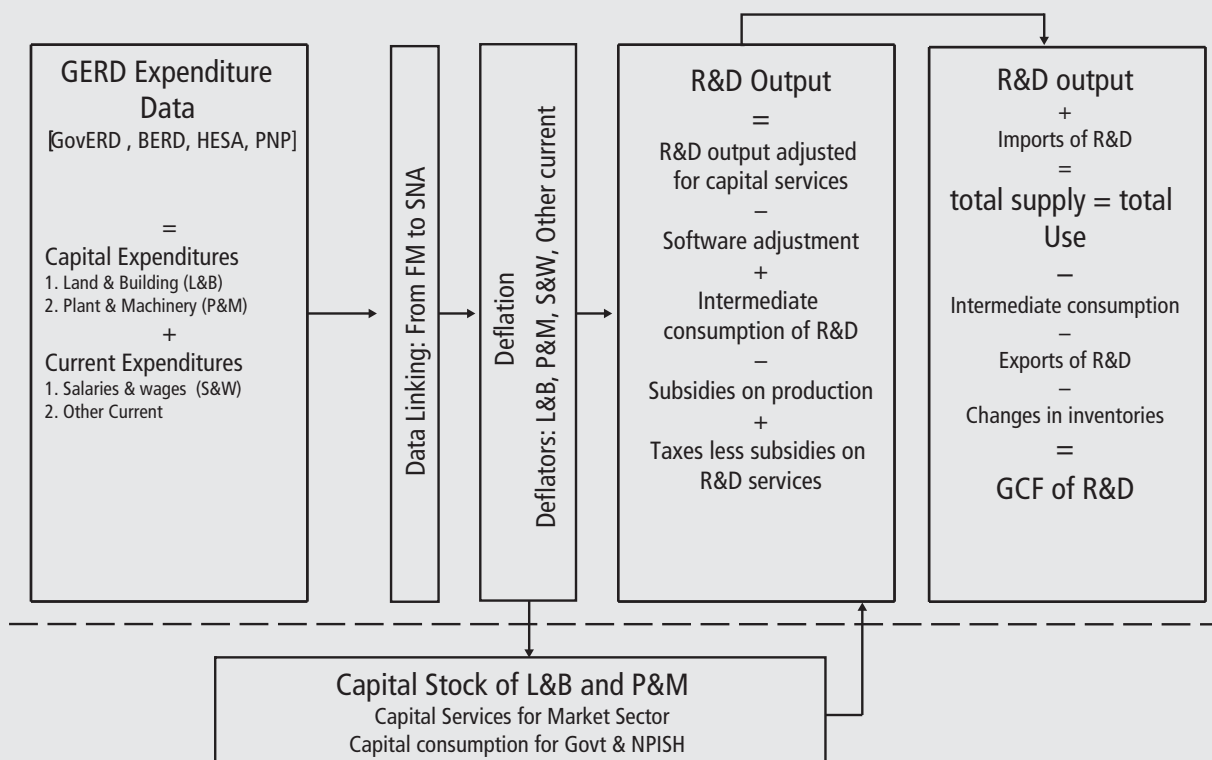 GERD Expenditure
Data
[GovERD , BERD, HESA, PNP]
=
Capital Expenditures
1. Land & Building (L&B)
2. Plant & Machinery (P&M)
+
Current Expenditures
1. Salaries & wages (S&W)
2. Other Current
Data Linking: From FM to SNA
Deflation
Deflators: L&B, P&M, S&W, Other current
R&D Output
=
R&D output adjusted
for capital services
–
Software adjustment
+
Intermediate
consumption of R&D
–
Subsidies on production
+
Taxes less subsidies on
R&D services
R&D output
+
Imports of R&D
=
total supply = total
Use
–
Intermediate consumption
–
Exports of R&D
–
Changes in inventories
=
GCF of R&D
Capital Stock of L&B and P&M
Capital Services for Market Sector
Capital consumption for Govt & NPISH